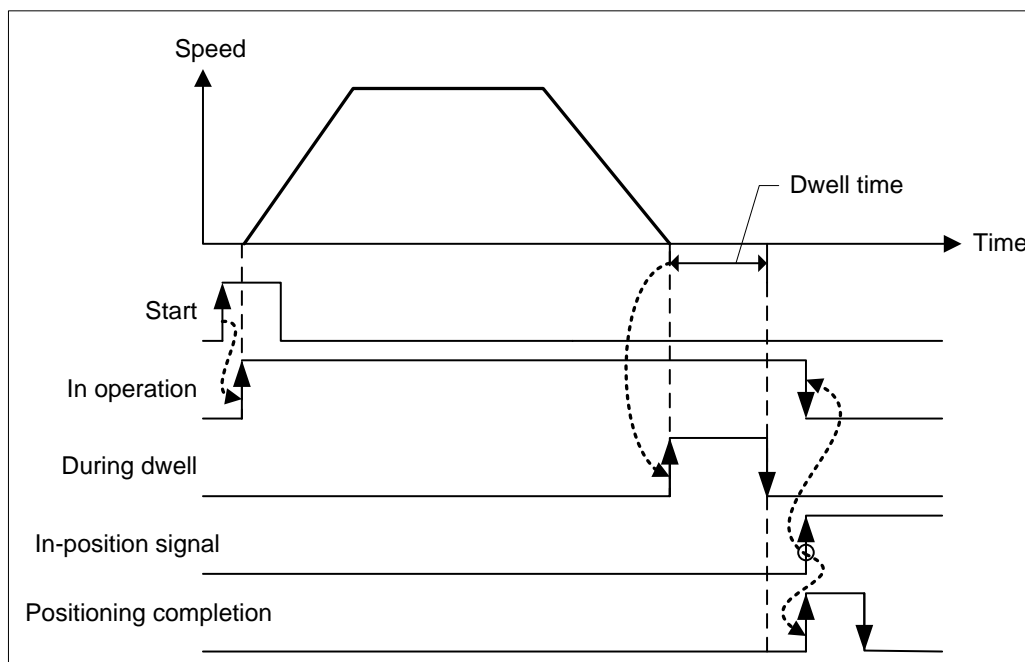 Speed
Dwell time
Time
Start
In operation
During dwell
In-position signal
Positioning completion